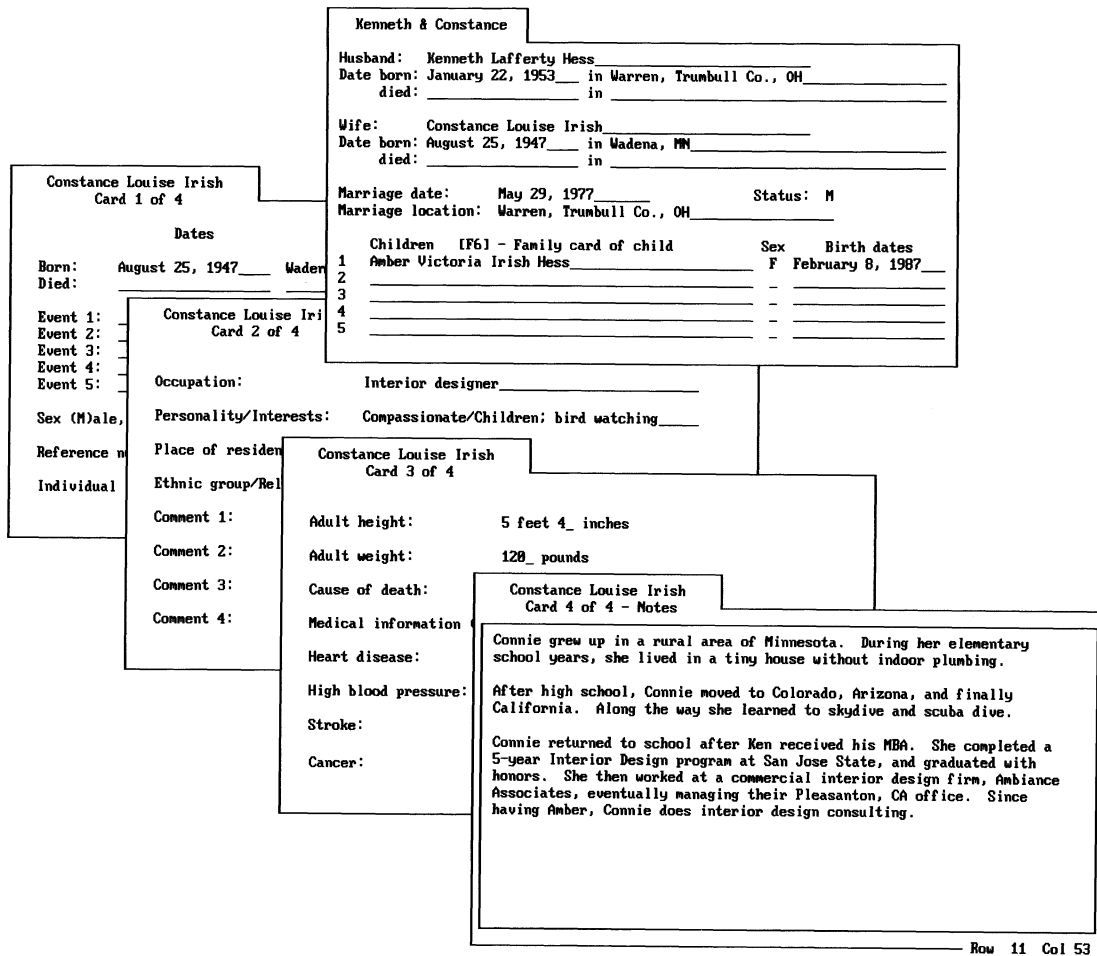 Kenneth & Constance
Husband: Kenneth Lafferty Hess
Date born: January 22, 1953 in Warren, Trumbull Co., OH
died: in
Wife: Constance Louise Irish
Date born: August 25, 1947 in Wadena, MN
died: in
Marriage date: May 29, 1977 Status: M
Marriage location: Warren, Trumbull Co., OH
Children [F6] - Family card of child Sex Birth dates
1 Amber Victoria Irish Hess F February 8, 1987
2
3
4
5
Constance Louise Irish
Card 1 of 4
Dates
Born: August 25, 1947 Waden
Died:
Event 1:
Event 2:
Event 3:
Event 4:
Event 5:
Sex (M)ale,
Reference n
Individual
Constance Louise Iri
Card 2 of 4
Occupation: Interior designer
Personality/Interests: Compassionate/Children; bird watching
Place of residen
Ethnic group/Rel
Comment 1:
Comment 2:
Comment 3:
Comment 4:
Constance Louise Irish
Card 3 of 4
Adult height: 5 feet 4_ inches
Adult weight: 120_ pounds
Cause of death:
Medical information
Heart disease:
High blood pressure:
Stroke:
Cancer:
Constance Louise Irish
Card 4 of 4 - Notes
Connie grew up in a rural area of Minnesota. During her elementary
school years, she lived in a tiny house without indoor plumbing.
After high school, Connie moved to Colorado, Arizona, and finally
California. Along the way she learned to skydive and scuba dive.
Connie returned to school after Ken received his MBA. She completed a
5-year Interior Design program at San Jose State, and graduated with
honors. She then worked at a commercial interior design firm, Ambiance
Associates, eventually managing their Pleasanton, CA office. Since
having Amber, Connie does interior design consulting.
Row 11 Col 53